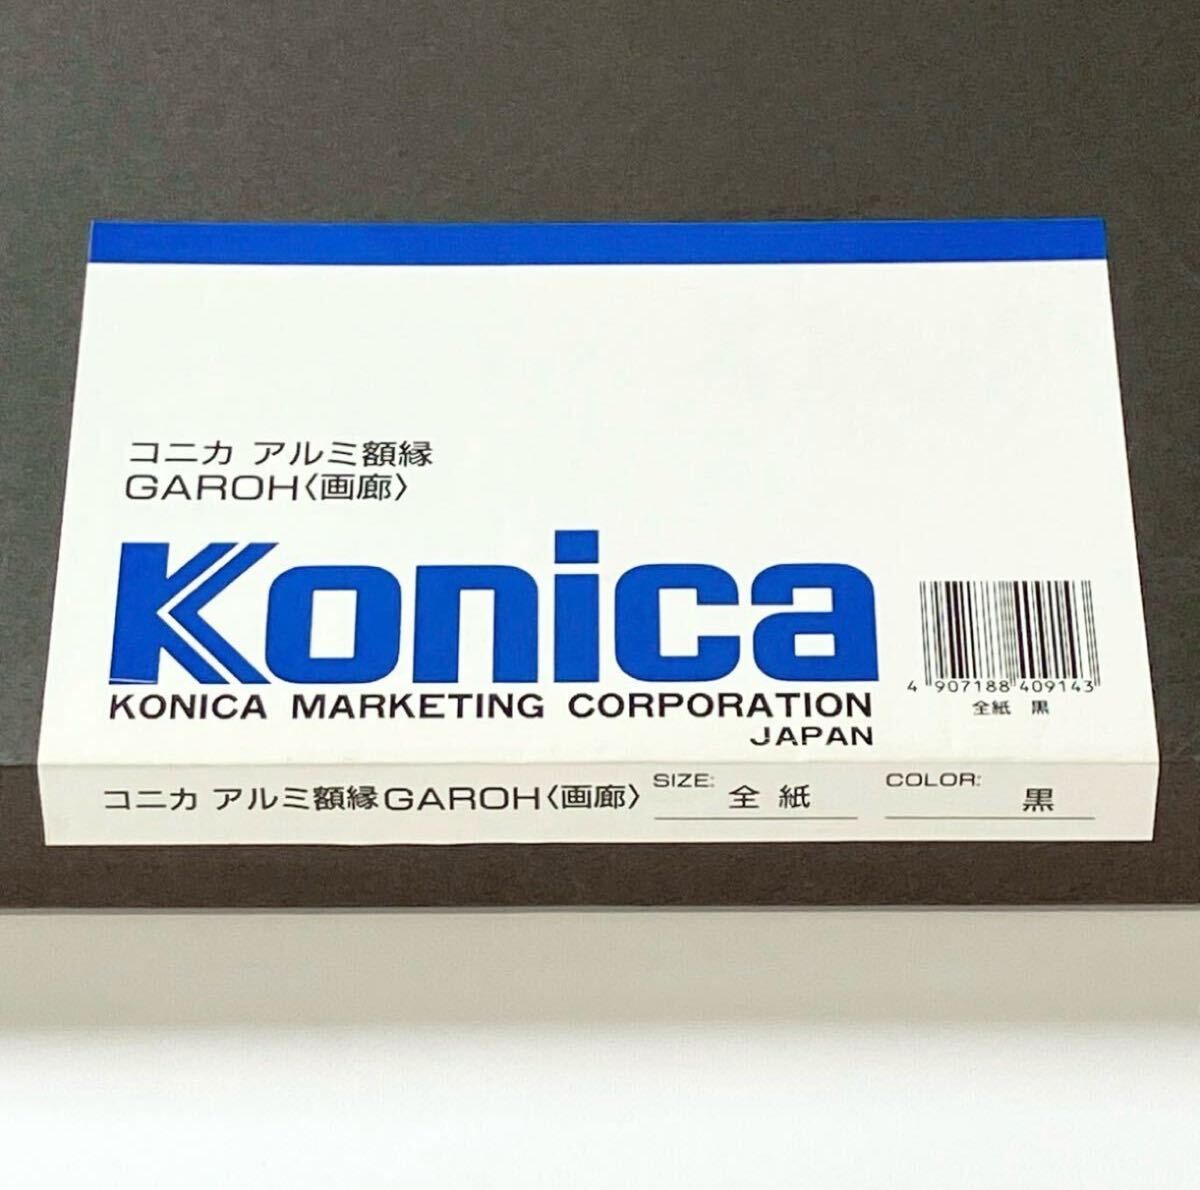 コニカ アルミ額縁
GAROH〈画廊〉
Konica
KONICA MARKETING CORPORATION
JAPAN
4 907188 409143
全紙 黒
コニカ アルミ額縁GAROH〈画廊〉 SIZE: 全紙 COLOR: 黒